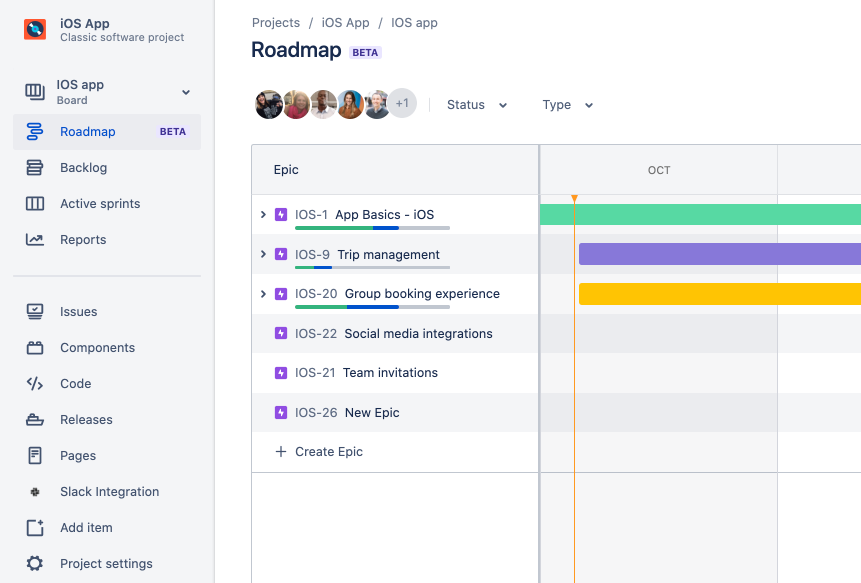 iOS App
Classic software project
IOS app
Board
Roadmap BETA
Backlog
Active sprints
Reports
Issues
Components
Code
Releases
Pages
Slack Integration
Add item
Project settings
Projects / iOS App / IOS app
Roadmap BETA
+1 Status Type
Epic OCT
IOS-1 App Basics - iOS
IOS-9 Trip management
IOS-20 Group booking experience
IOS-22 Social media integrations
IOS-21 Team invitations
IOS-26 New Epic
+ Create Epic